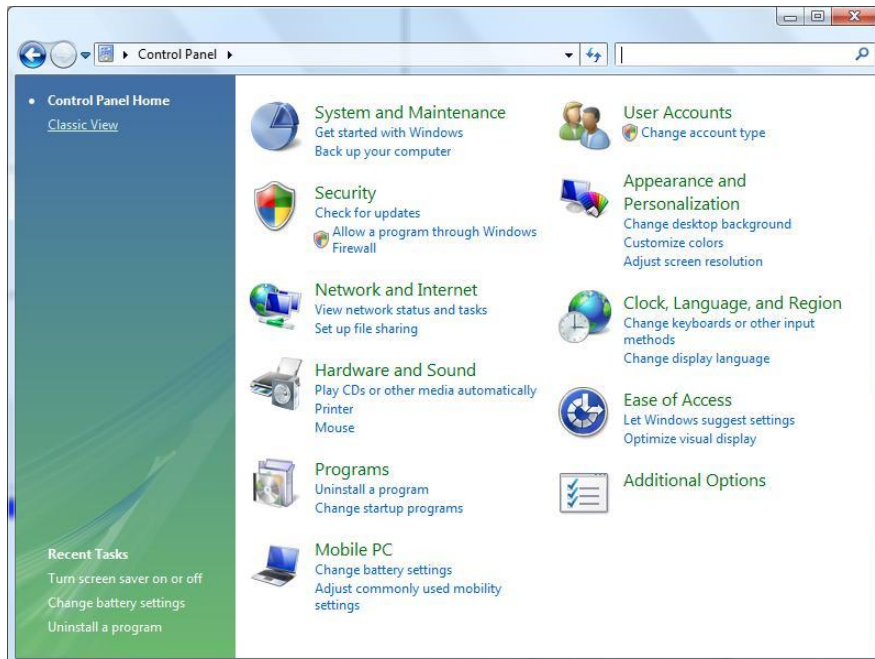 Control Panel
Control Panel Home
Classic View
System and Maintenance
Get started with Windows
Back up your computer
Security
Check for updates
Allow a program through Windows
Firewall
Network and Internet
View network status and tasks
Set up file sharing
Hardware and Sound
Play CDs or other media automatically
Printer
Mouse
Programs
Uninstall a program
Change startup programs
Mobile PC
Change battery settings
Adjust commonly used mobility
settings
User Accounts
Change account type
Appearance and
Personalization
Change desktop background
Customize colors
Adjust screen resolution
Clock, Language, and Region
Change keyboards or other input
methods
Change display language
Ease of Access
Let Windows suggest settings
Optimize visual display
Additional Options
Recent Tasks
Turn screen saver on or off
Change battery settings
Uninstall a program